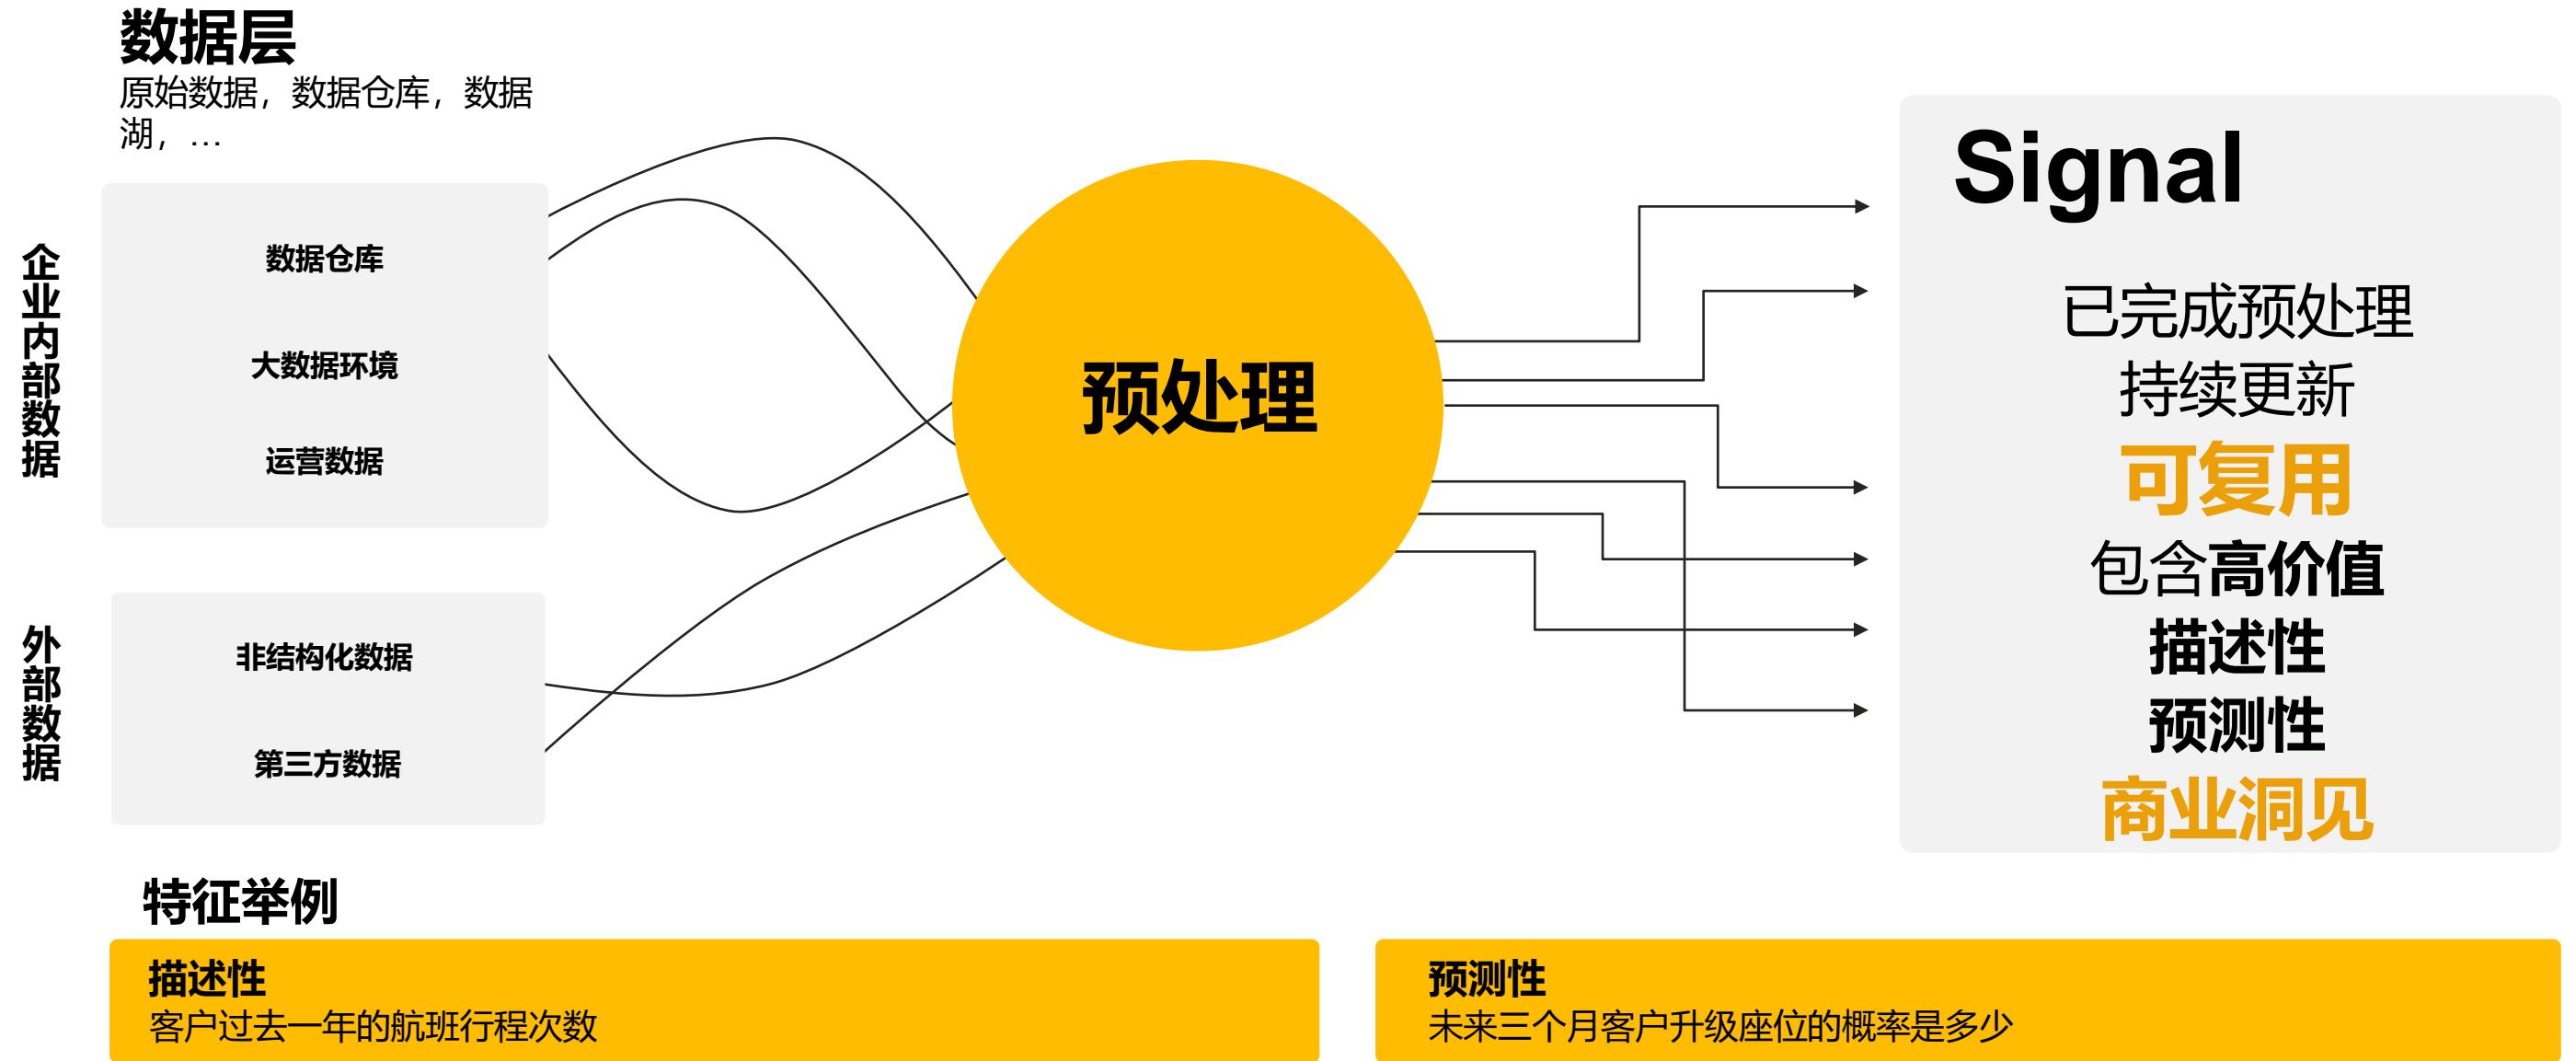 数据层
原始数据，数据仓库，数据
湖，…
企业内部数据
数据仓库
大数据环境
运营数据
外部数据
非结构化数据
第三方数据
预处理
Signal
已完成预处理
持续更新
可复用
包含高价值
描述性
预测性
商业洞见
特征举例
描述性
客户过去一年的航班行程次数
预测性
未来三个月客户升级座位的概率是多少